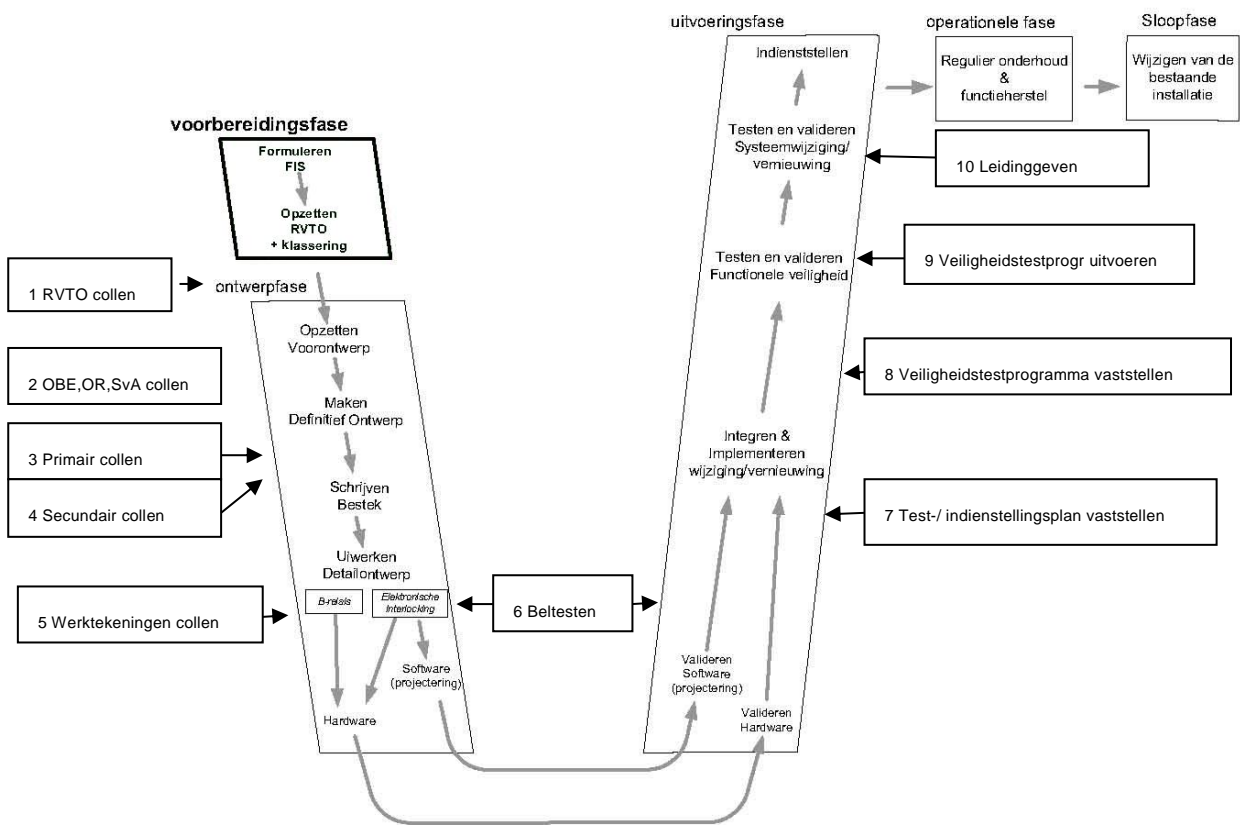 uitvoeringsfase
operationele fase
Sloopfase
Indienststellen
Regulier onderhoud
&
functieherstel
Wijzigen van de
bestaande
installatie
voorbereidingsfase
Formuleren
FIS
Opzetten
RVTO
+ klassering
Testen en valideren
Systeemwijziging/
vernieuwing
10 Leidinggeven
Testen en valideren
Functionele veiligheid
9 Veiligheidstestprogr uitvoeren
1 RVTO collen
ontwerpfase
Opzetten
Voorontwerp
2 OBE,OR,SvA collen
8 Veiligheidstestprogramma vaststellen
Maken
Definitief Ontwerp
3 Primair collen
Integren &
Implementeren
wijziging/vernieuwing
4 Secundair collen
Schrijven
Bestek
7 Test-/ indienstellingsplan vaststellen
Uiwerken
Detailontwerp
B-relais
Elektronische
Interlocking
5 Werktekeningen collen
6 Beltesten
Software
(projectering)
Valideren
Software
(projectering)
Hardware
Valideren
Hardware